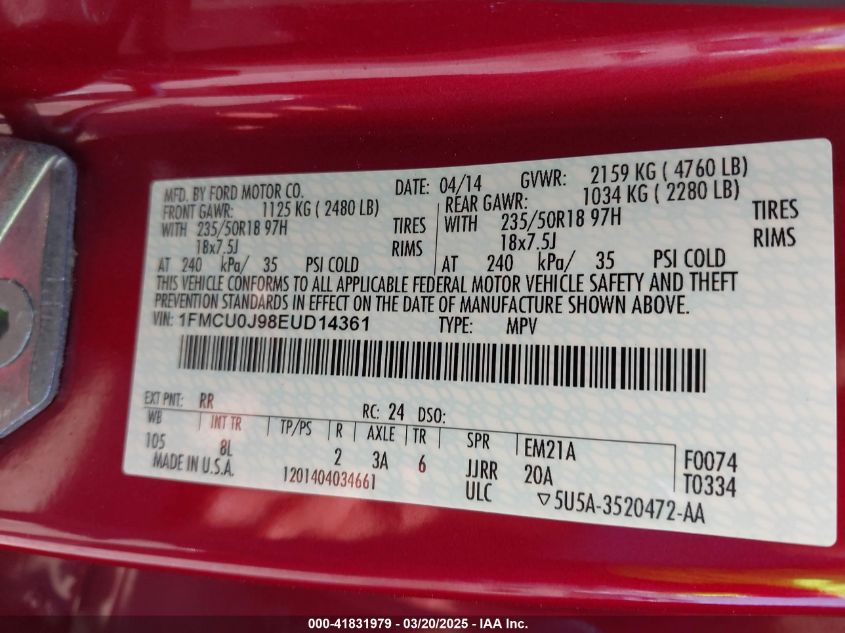 MFD. BY FORD MOTOR CO. DATE: 04/14 GVWR: 2159 KG ( 4760 LB)
FRONT GAWR: 1125 KG ( 2480 LB) REAR GAWR: 1034 KG ( 2280 LB)
WITH 235/50R18 97H TIRES WITH 235/50R18 97H TIRES
18x7.5J RIMS 18x7.5J RIMS
AT 240 kPa/ 35 PSI COLD AT 240 kPa/ 35 PSI COLD
THIS VEHICLE CONFORMS TO ALL APPLICABLE FEDERAL MOTOR VEHICLE SAFETY AND THEFT
PREVENTION STANDARDS IN EFFECT ON THE DATE OF MANUFACTURE SHOWN ABOVE.
VIN: 1FMCU0J98EUD14361 TYPE: MPV
EXT PNT: RR RC: 24 DSO:
WB INT TR TP/PS R AXLE TR SPR EM21A F0074
105 8L 2 3A 6 JJRR 20A T0334
MADE IN U.S.A. 1201404034661 ULC ▽5U5A-3520472-AA
000-41831979 - 03/20/2025 - IAA Inc.